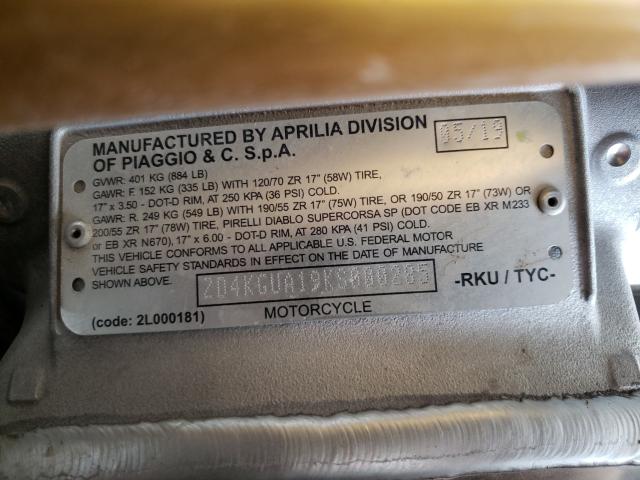 MANUFACTURED BY APRILIA DIVISION
OF PIAGGIO & C. S.p.A.
05/19
GVWR: 401 KG (884 LB)
GAWR: F. 152 KG (335 LB) WITH 120/70 ZR 17" (58W) TIRE,
17" x 3.50 - DOT-D RIM, AT 250 KPA (36 PSI) COLD.
GAWR: R. 249 KG (549 LB) WITH 190/55 ZR 17" (75W) TIRE, OR 190/50 ZR 17" (73W) OR
200/55 ZR 17" (78W) TIRE, PIRELLI DIABLO SUPERCORSA SP (DOT CODE EB XR M233
or EB XR N670), 17" x 6.00 - DOT-D RIM, AT 280 KPA (41 PSI) COLD.
THIS VEHICLE CONFORMS TO ALL APPLICABLE U.S. FEDERAL MOTOR
VEHICLE SAFETY STANDARDS IN EFFECT ON THE DATE OF MANUFACTURE
SHOWN ABOVE.
ZD4KGUA19KS000205
-RKU / TYC-
(code: 2L000181)
MOTORCYCLE